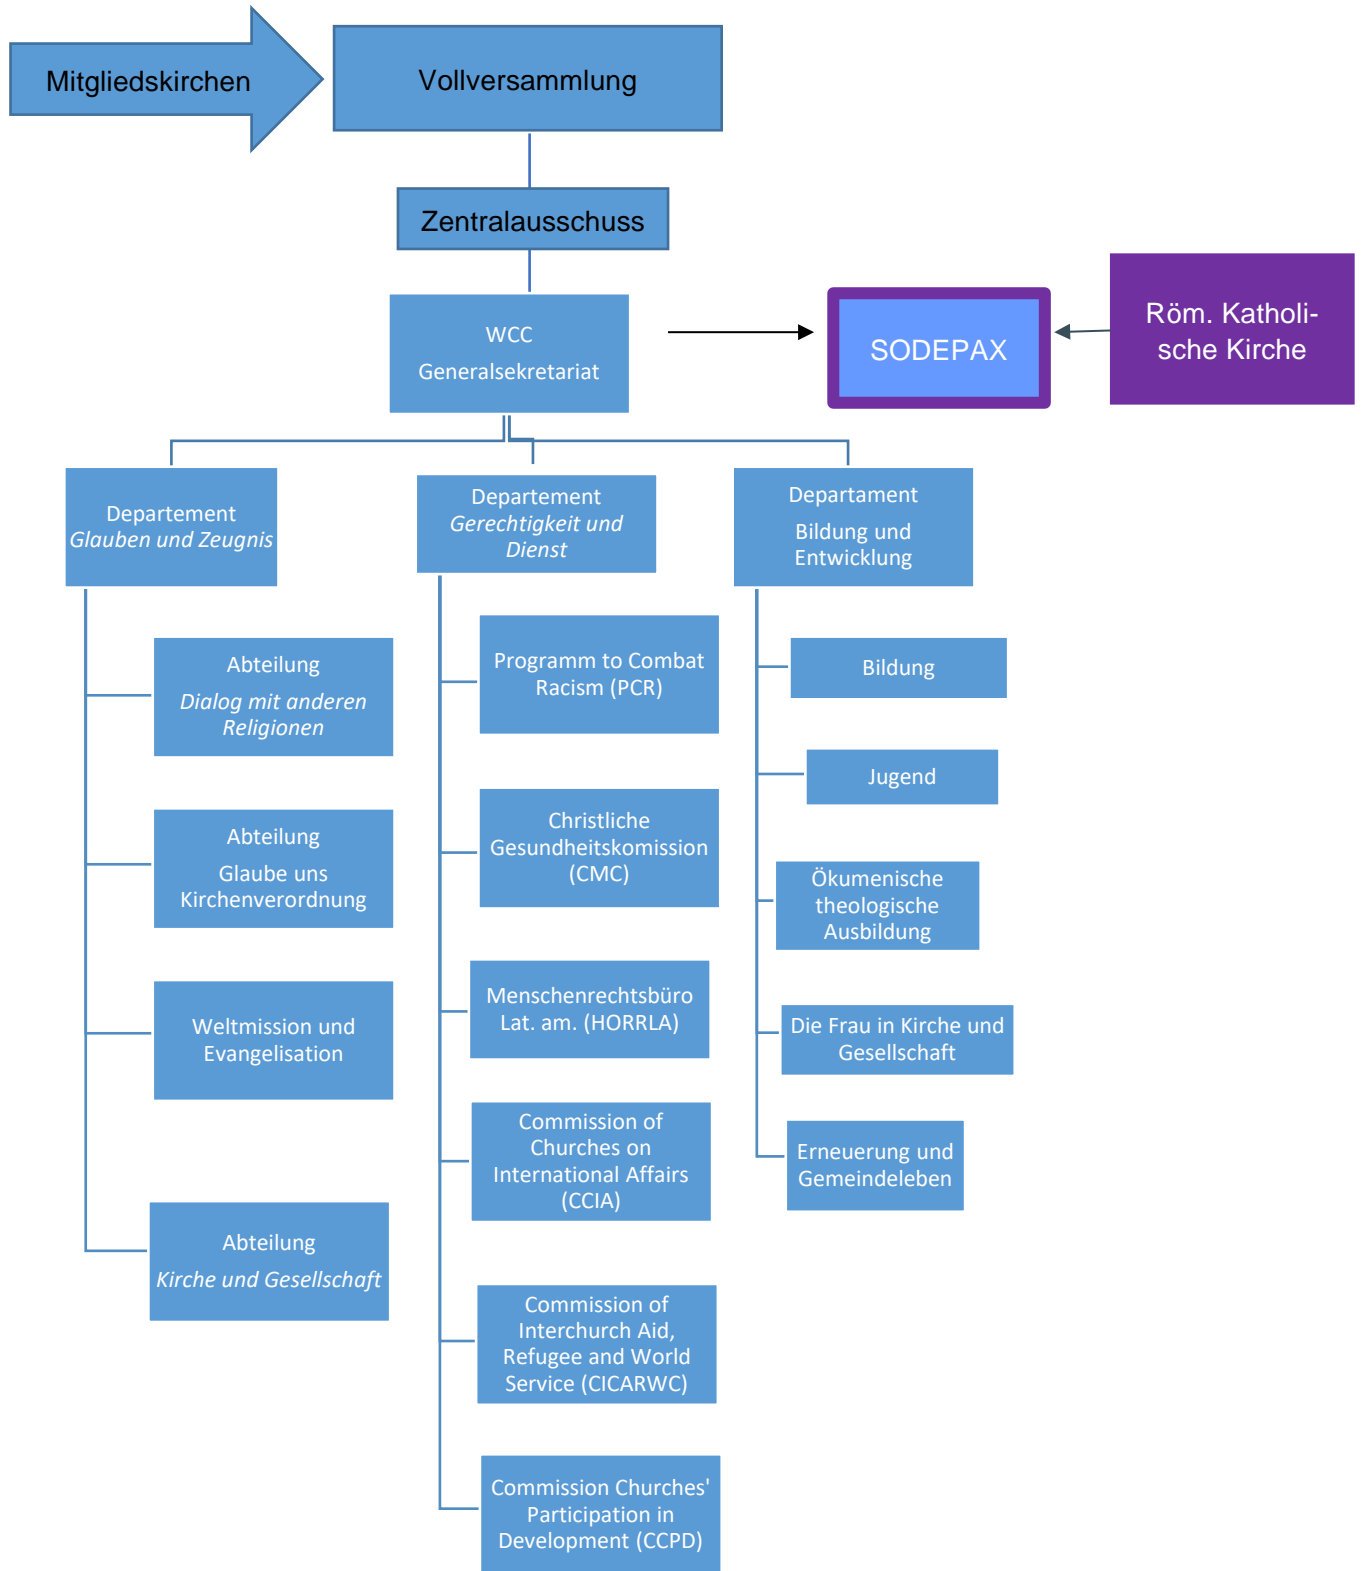 Mitgliedskirchen
Vollversammlung
Zentralausschuss
WCC
Generalsekretariat
SODEPAX
Röm. Katholi-
sche Kirche
Departement
Glauben und Zeugnis
Abteilung
Dialog mit anderen
Religionen
Abteilung
Glaube uns
Kirchenverordnung
Weltmission und
Evangelisation
Abteilung
Kirche und Gesellschaft
Departement
Gerechtigkeit und
Dienst
Programm to Combat
Racism (PCR)
Christliche
Gesundheitskomission
(CMC)
Menschenrechtsbüro
Lat. am. (HORRLA)
Commission of
Churches on
International Affairs
(CCIA)
Commission of
Interchurch Aid,
Refugee and World
Service (CICARWC)
Commission Churches'
Participation in
Development (CCPD)
Departament
Bildung und
Entwicklung
Bildung
Jugend
Ökumenische
theologische
Ausbildung
Die Frau in Kirche und
Gesellschaft
Erneuerung und
Gemeindeleben